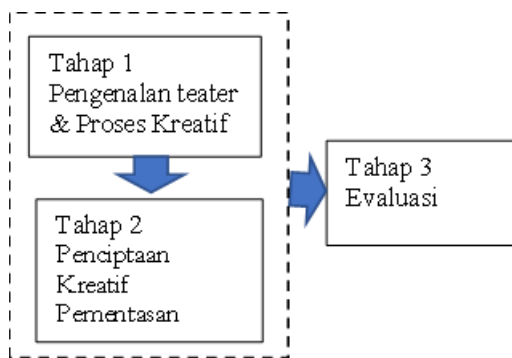 Tahap 1
Pengenalan teater
& Proses Kreatif
Tahap 2
Penciptaan
Kreatif
Pementasan
Tahap 3
Evaluasi